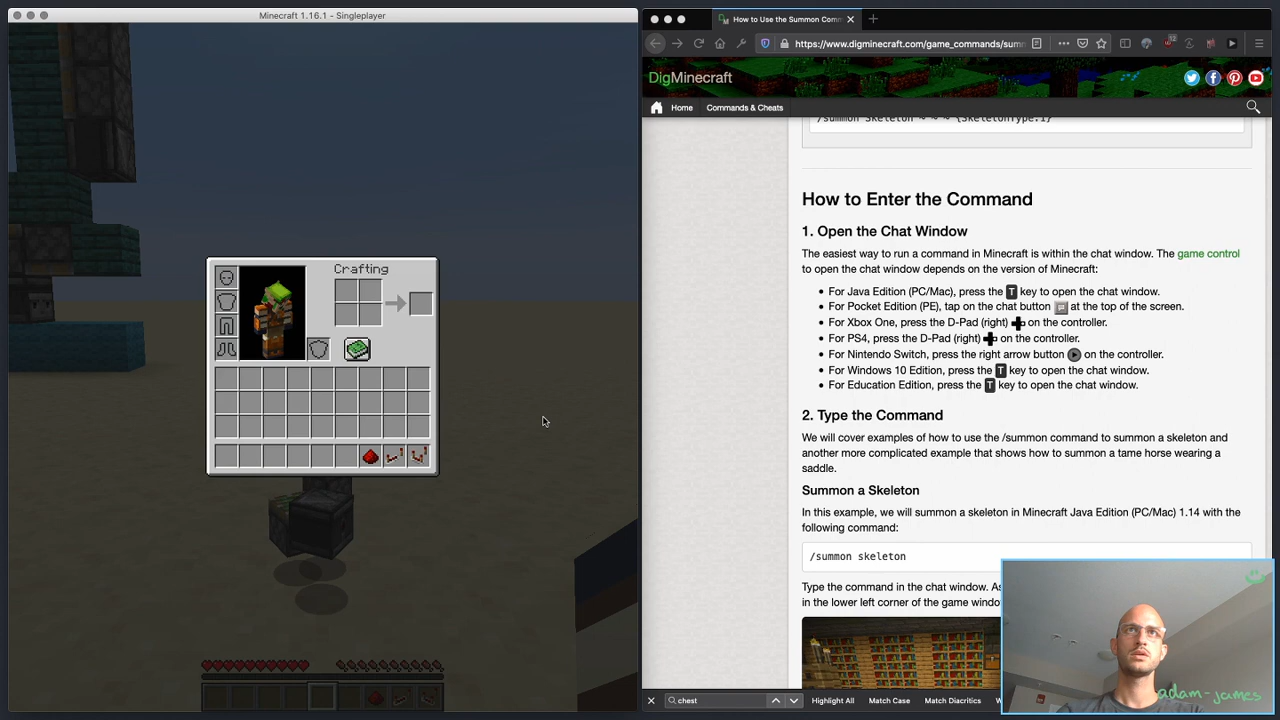 Minecraft 1.16.1 - Singleplayer
Crafting
How to Use the Summon Com
https://www.digminecraft.com/game_commands/sum
12
DigMinecraft
Home
Commands & Cheats
/summon Skeleton ~ ~ ~ {SkeletonType:1}
How to Enter the Command
1. Open the Chat Window
The easiest way to run a command in Minecraft is within the chat window. The game control
to open the chat window depends on the version of Minecraft:
• For Java Edition (PC/Mac), press the T key to open the chat window.
• For Pocket Edition (PE), tap on the chat button at the top of the screen.
• For Xbox One, press the D-Pad (right) on the controller.
• For PS4, press the D-Pad (right) on the controller.
• For Nintendo Switch, press the right arrow button on the controller.
• For Windows 10 Edition, press the T key to open the chat window.
• For Education Edition, press the T key to open the chat window.
2. Type the Command
We will cover examples of how to use the /summon command to summon a skeleton and
another more complicated example that shows how to summon a tame horse wearing a
saddle.
Summon a Skeleton
In this example, we will summon a skeleton in Minecraft Java Edition (PC/Mac) 1.14 with the
following command:
/summon skeleton
Type the command in the chat window. As
in the lower left corner of the game windo
chest
Highlight All
Match Case
Match Diacritics
W
adam-james